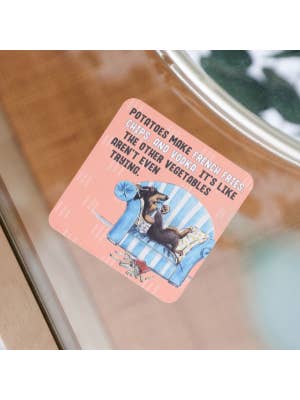 POTATOES MAKE FRENCH FRIES,
CHIPS, AND VODKA. IT'S LIKE
THE OTHER VEGETABLES
AREN'T EVEN
TRYING.